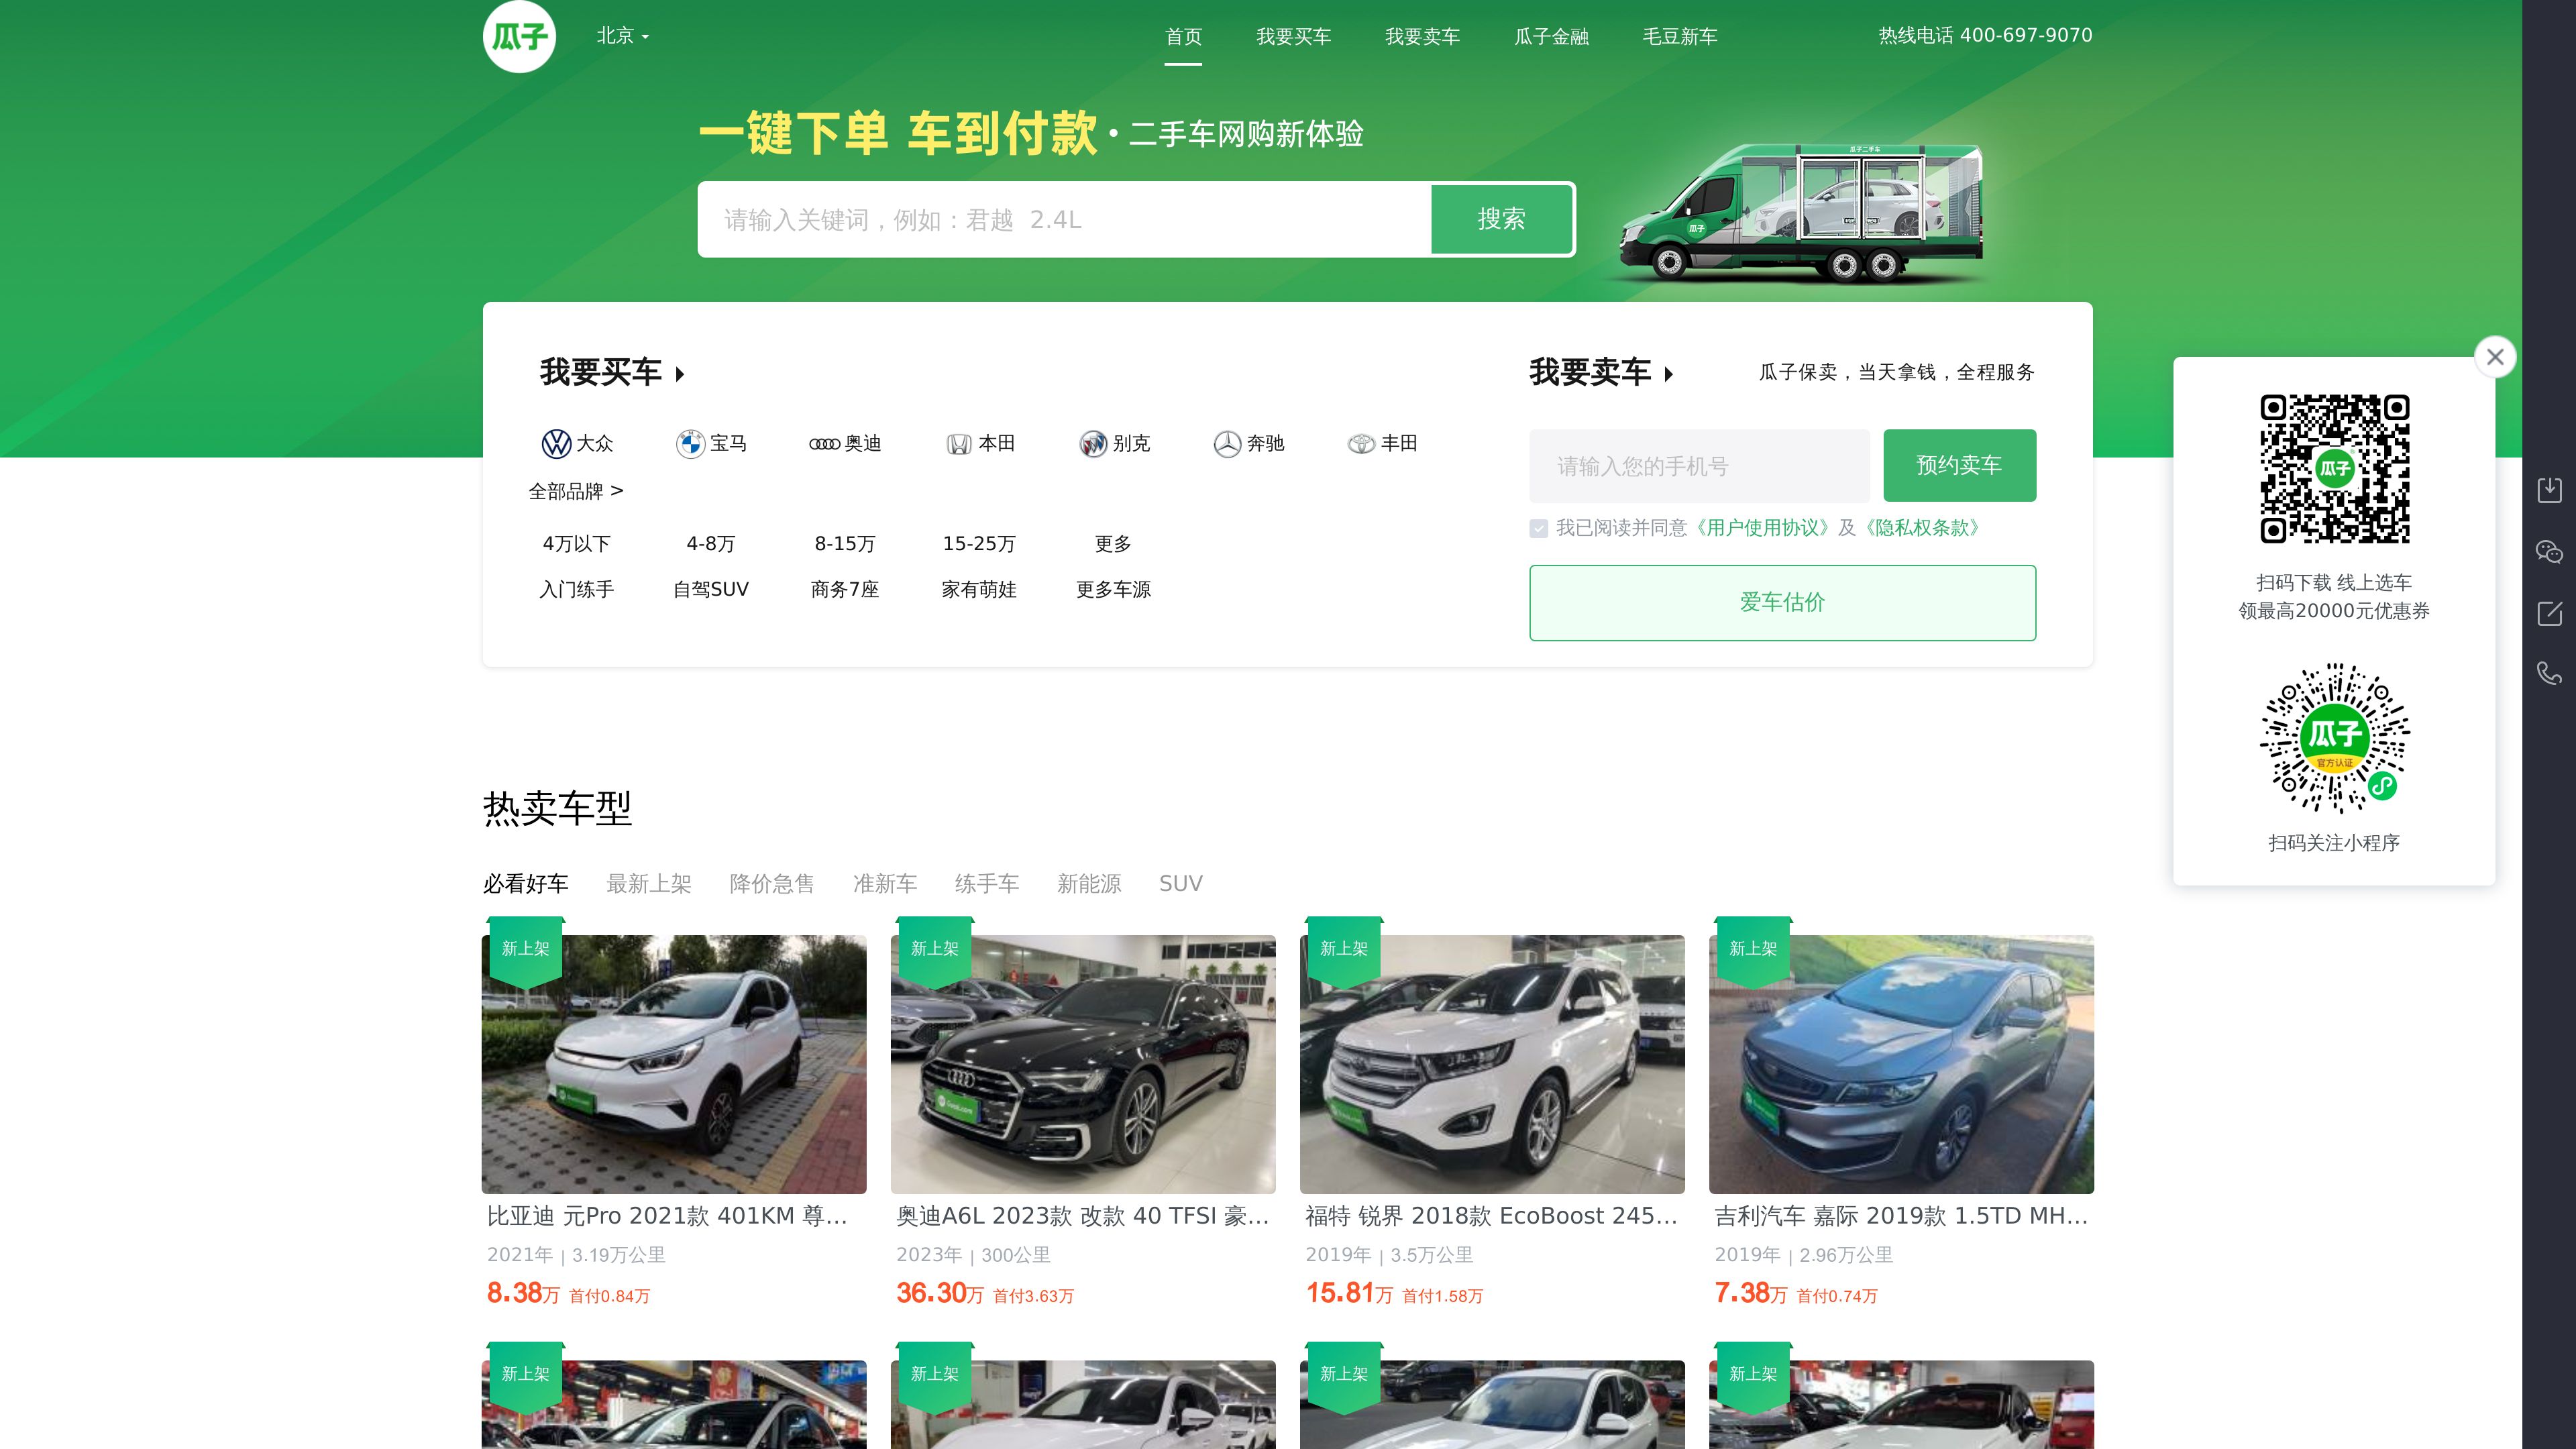 瓜子
北京
首页 我要买车 我要卖车 瓜子金融 毛豆新车
热线电话 400-697-9070
一键下单 车到付款·二手车网购新体验
请输入关键词，例如：君越 2.4L
搜索
瓜子二手车
瓜子
我要买车
大众 宝马 奥迪 本田 别克 奔驰 丰田
全部品牌 >
4万以下 4-8万 8-15万 15-25万 更多
入门练手 自驾SUV 商务7座 家有萌娃 更多车源
我要卖车
瓜子保卖，当天拿钱，全程服务
请输入您的手机号
预约卖车
我已阅读并同意《用户使用协议》及《隐私权条款》
爱车估价
瓜子
扫码下载 线上选车
领最高20000元优惠券
瓜子
官方认证
扫码关注小程序
热卖车型
必看好车 最新上架 降价急售 准新车 练手车 新能源 SUV
新上架
比亚迪 元Pro 2021款 401KM 尊...
2021年 | 3.19万公里
8.38万 首付0.84万
新上架
奥迪A6L 2023款 改款 40 TFSI 豪...
2023年 | 300公里
36.30万 首付3.63万
新上架
福特 锐界 2018款 EcoBoost 245...
2019年 | 3.5万公里
15.81万 首付1.58万
新上架
吉利汽车 嘉际 2019款 1.5TD MH...
2019年 | 2.96万公里
7.38万 首付0.74万
新上架
新上架
新上架
新上架